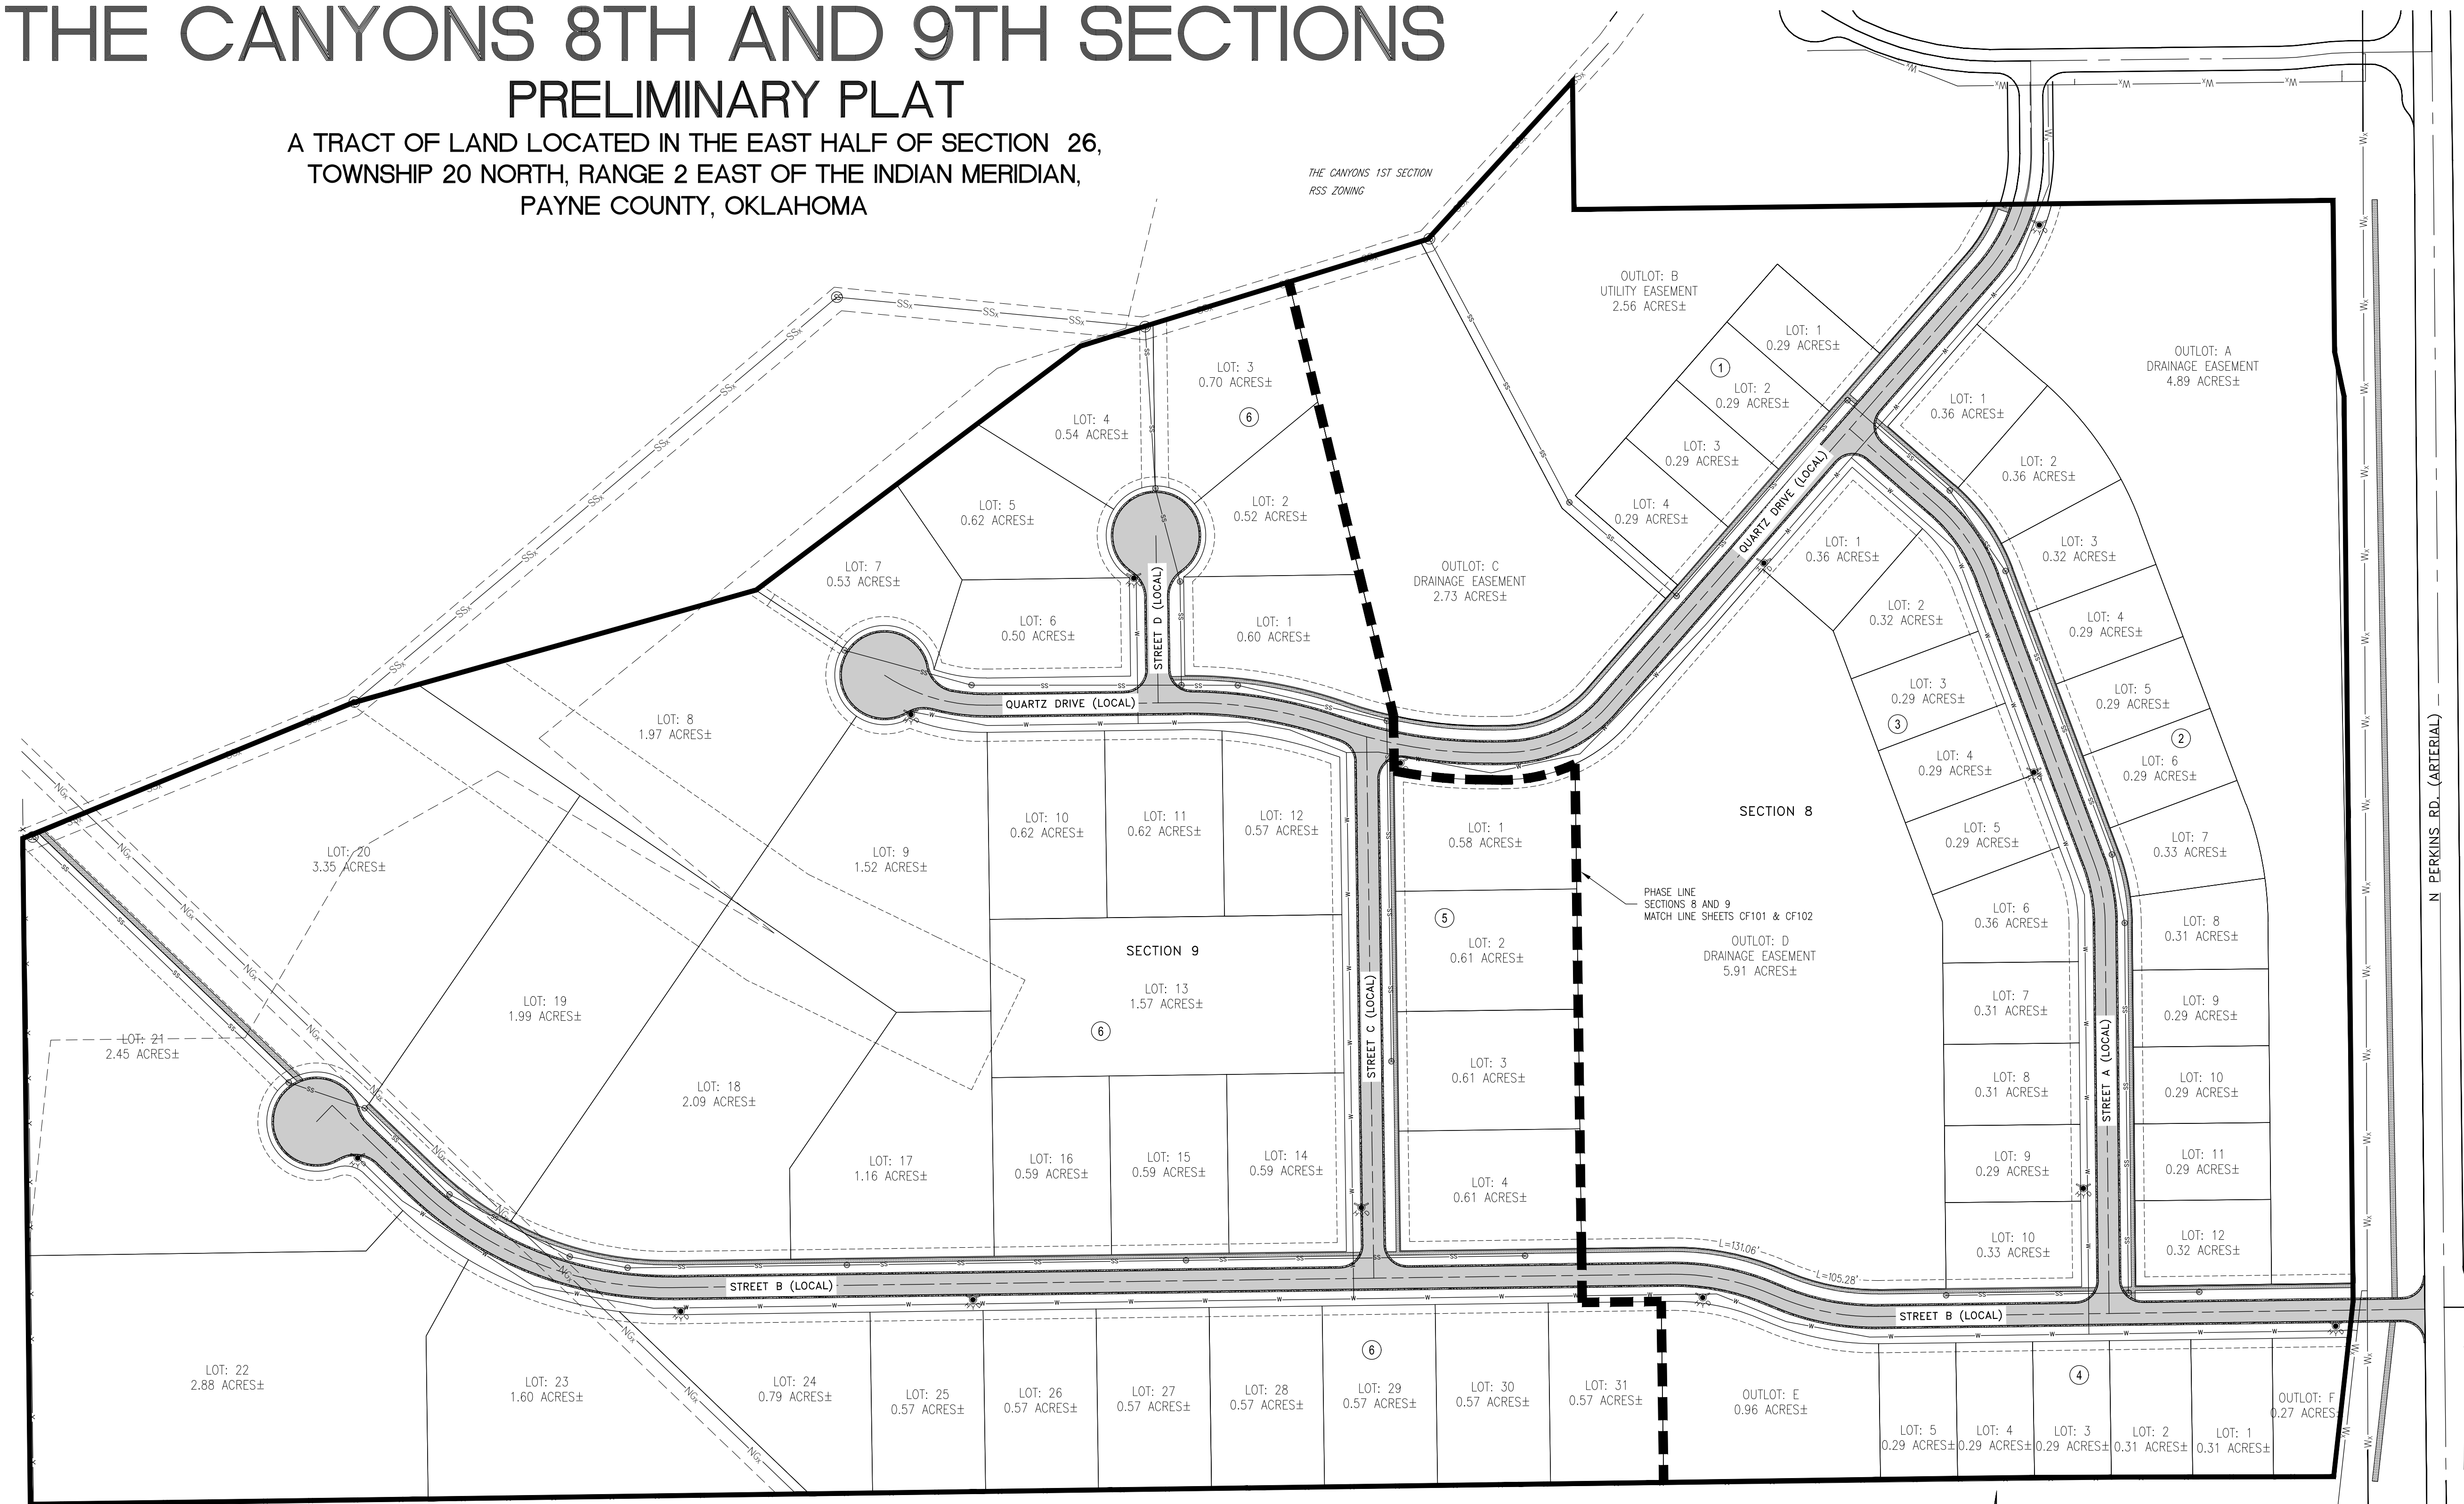 THE CANYONS 8TH AND 9TH SECTIONS
PRELIMINARY PLAT
A TRACT OF LAND LOCATED IN THE EAST HALF OF SECTION 26,
TOWNSHIP 20 NORTH, RANGE 2 EAST OF THE INDIAN MERIDIAN,
PAYNE COUNTY, OKLAHOMA
THE CANYONS 1ST SECTION
RSS ZONING
OUTLOT: B
UTILITY EASEMENT
2.56 ACRES±
LOT: 1
0.29 ACRES±
1
LOT: 2
0.29 ACRES±
LOT: 3
0.29 ACRES±
LOT: 4
0.29 ACRES±
OUTLOT: A
DRAINAGE EASEMENT
4.89 ACRES±
LOT: 1
0.36 ACRES±
LOT: 2
0.36 ACRES±
LOT: 3
0.32 ACRES±
LOT: 4
0.29 ACRES±
LOT: 5
0.29 ACRES±
2
LOT: 6
0.29 ACRES±
LOT: 7
0.33 ACRES±
LOT: 8
0.31 ACRES±
LOT: 9
0.29 ACRES±
LOT: 10
0.29 ACRES±
LOT: 11
0.29 ACRES±
LOT: 12
0.32 ACRES±
N PERKINS RD. (ARTERIAL)
QUARTZ DRIVE (LOCAL)
LOT: 1
0.36 ACRES±
LOT: 2
0.32 ACRES±
LOT: 3
0.29 ACRES±
3
LOT: 4
0.29 ACRES±
LOT: 5
0.29 ACRES±
LOT: 6
0.36 ACRES±
LOT: 7
0.31 ACRES±
LOT: 8
0.31 ACRES±
LOT: 9
0.29 ACRES±
LOT: 10
0.33 ACRES±
STREET A (LOCAL)
OUTLOT: C
DRAINAGE EASEMENT
2.73 ACRES±
SECTION 8
PHASE LINE
SECTIONS 8 AND 9
MATCH LINE SHEETS CF101 & CF102
OUTLOT: D
DRAINAGE EASEMENT
5.91 ACRES±
L=131.06'
L=105.28'
LOT: 3
0.70 ACRES±
6
LOT: 4
0.54 ACRES±
LOT: 5
0.62 ACRES±
LOT: 2
0.52 ACRES±
LOT: 7
0.53 ACRES±
LOT: 6
0.50 ACRES±
LOT: 1
0.60 ACRES±
STREET D (LOCAL)
QUARTZ DRIVE (LOCAL)
LOT: 8
1.97 ACRES±
LOT: 9
1.52 ACRES±
LOT: 10
0.62 ACRES±
LOT: 11
0.62 ACRES±
LOT: 12
0.57 ACRES±
SECTION 9
LOT: 13
1.57 ACRES±
6
LOT: 16
0.59 ACRES±
LOT: 15
0.59 ACRES±
LOT: 14
0.59 ACRES±
STREET C (LOCAL)
LOT: 1
0.58 ACRES±
5
LOT: 2
0.61 ACRES±
LOT: 3
0.61 ACRES±
LOT: 4
0.61 ACRES±
LOT: 20
3.35 ACRES±
LOT: 19
1.99 ACRES±
LOT: 21
2.45 ACRES±
LOT: 18
2.09 ACRES±
LOT: 17
1.16 ACRES±
STREET B (LOCAL)
STREET B (LOCAL)
LOT: 22
2.88 ACRES±
LOT: 23
1.60 ACRES±
LOT: 24
0.79 ACRES±
LOT: 25
0.57 ACRES±
LOT: 26
0.57 ACRES±
LOT: 27
0.57 ACRES±
LOT: 28
0.57 ACRES±
6
LOT: 29
0.57 ACRES±
LOT: 30
0.57 ACRES±
LOT: 31
0.57 ACRES±
OUTLOT: E
0.96 ACRES±
LOT: 5
0.29 ACRES±
LOT: 4
0.29 ACRES±
4
LOT: 3
0.29 ACRES±
LOT: 2
0.31 ACRES±
LOT: 1
0.31 ACRES±
OUTLOT: F
0.27 ACRES±